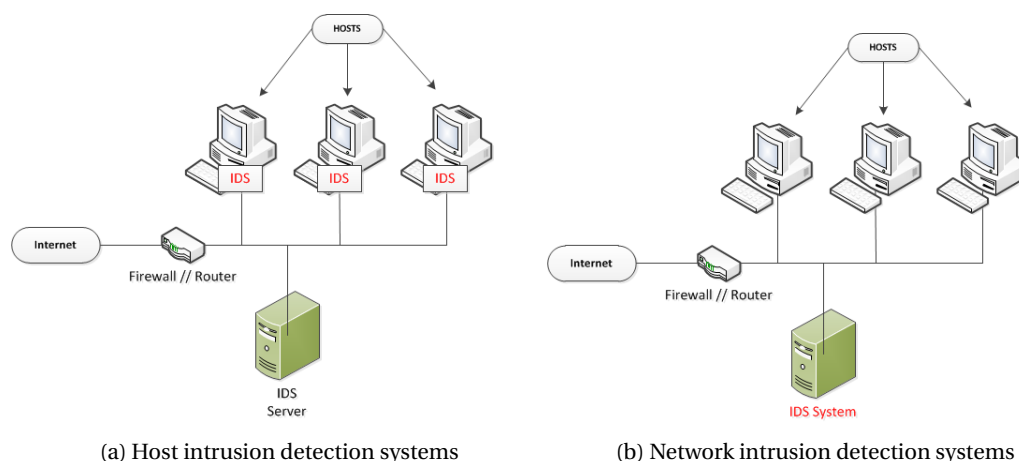 HOSTS
IDS
IDS
IDS
Internet
Firewall // Router
IDS
Server
(a) Host intrusion detection systems
HOSTS
Internet
Firewall // Router
IDS System
(b) Network intrusion detection systems